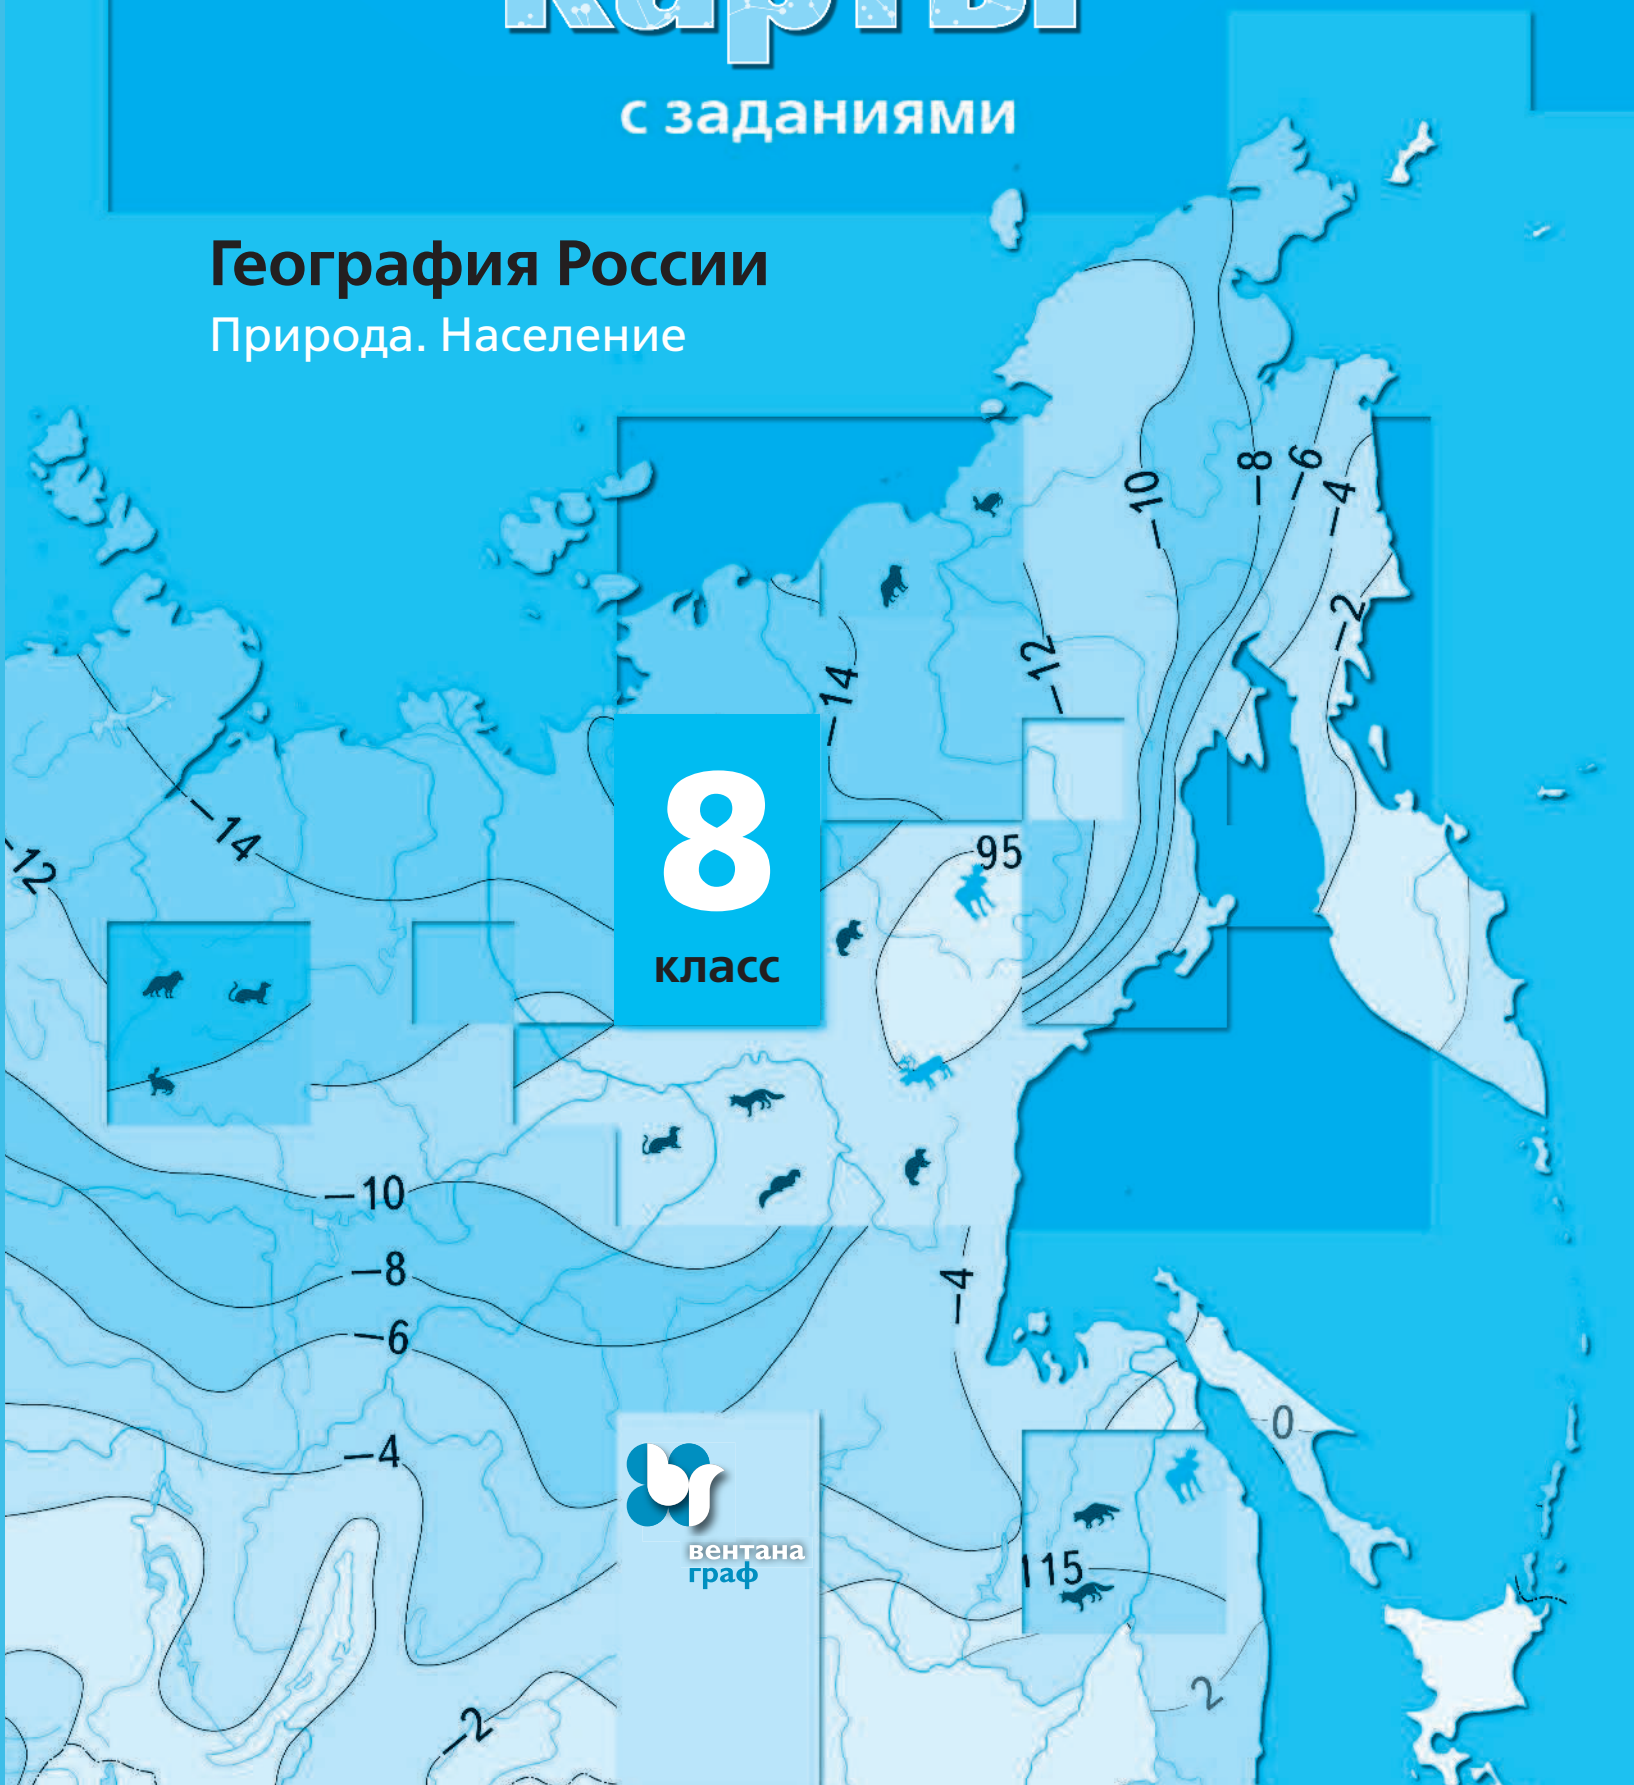 карты
с заданиями
География России
Природа. Население
–10
–8
–6
–4
–2
–12
–14
–14
–12
95
8
класс
–10
–8
–6
–4
–4
0
115
2
–2
вентана
граф